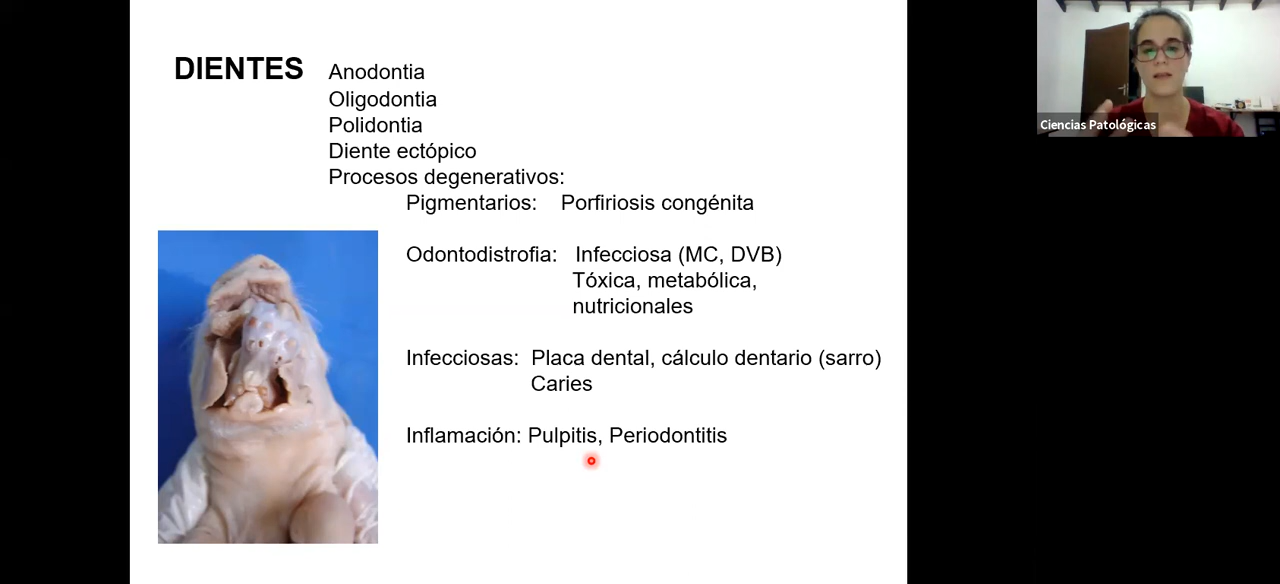 DIENTES Anodontia
Oligodontia
Polidontia
Diente ectópico
Procesos degenerativos:
Pigmentarios: Porfiriosis congénita
Odontodistrofia: Infecciosa (MC, DVB)
Tóxica, metabólica,
nutricionales
Infecciosas: Placa dental, cálculo dentario (sarro)
Caries
Inflamación: Pulpitis, Periodontitis
Ciencias Patológicas